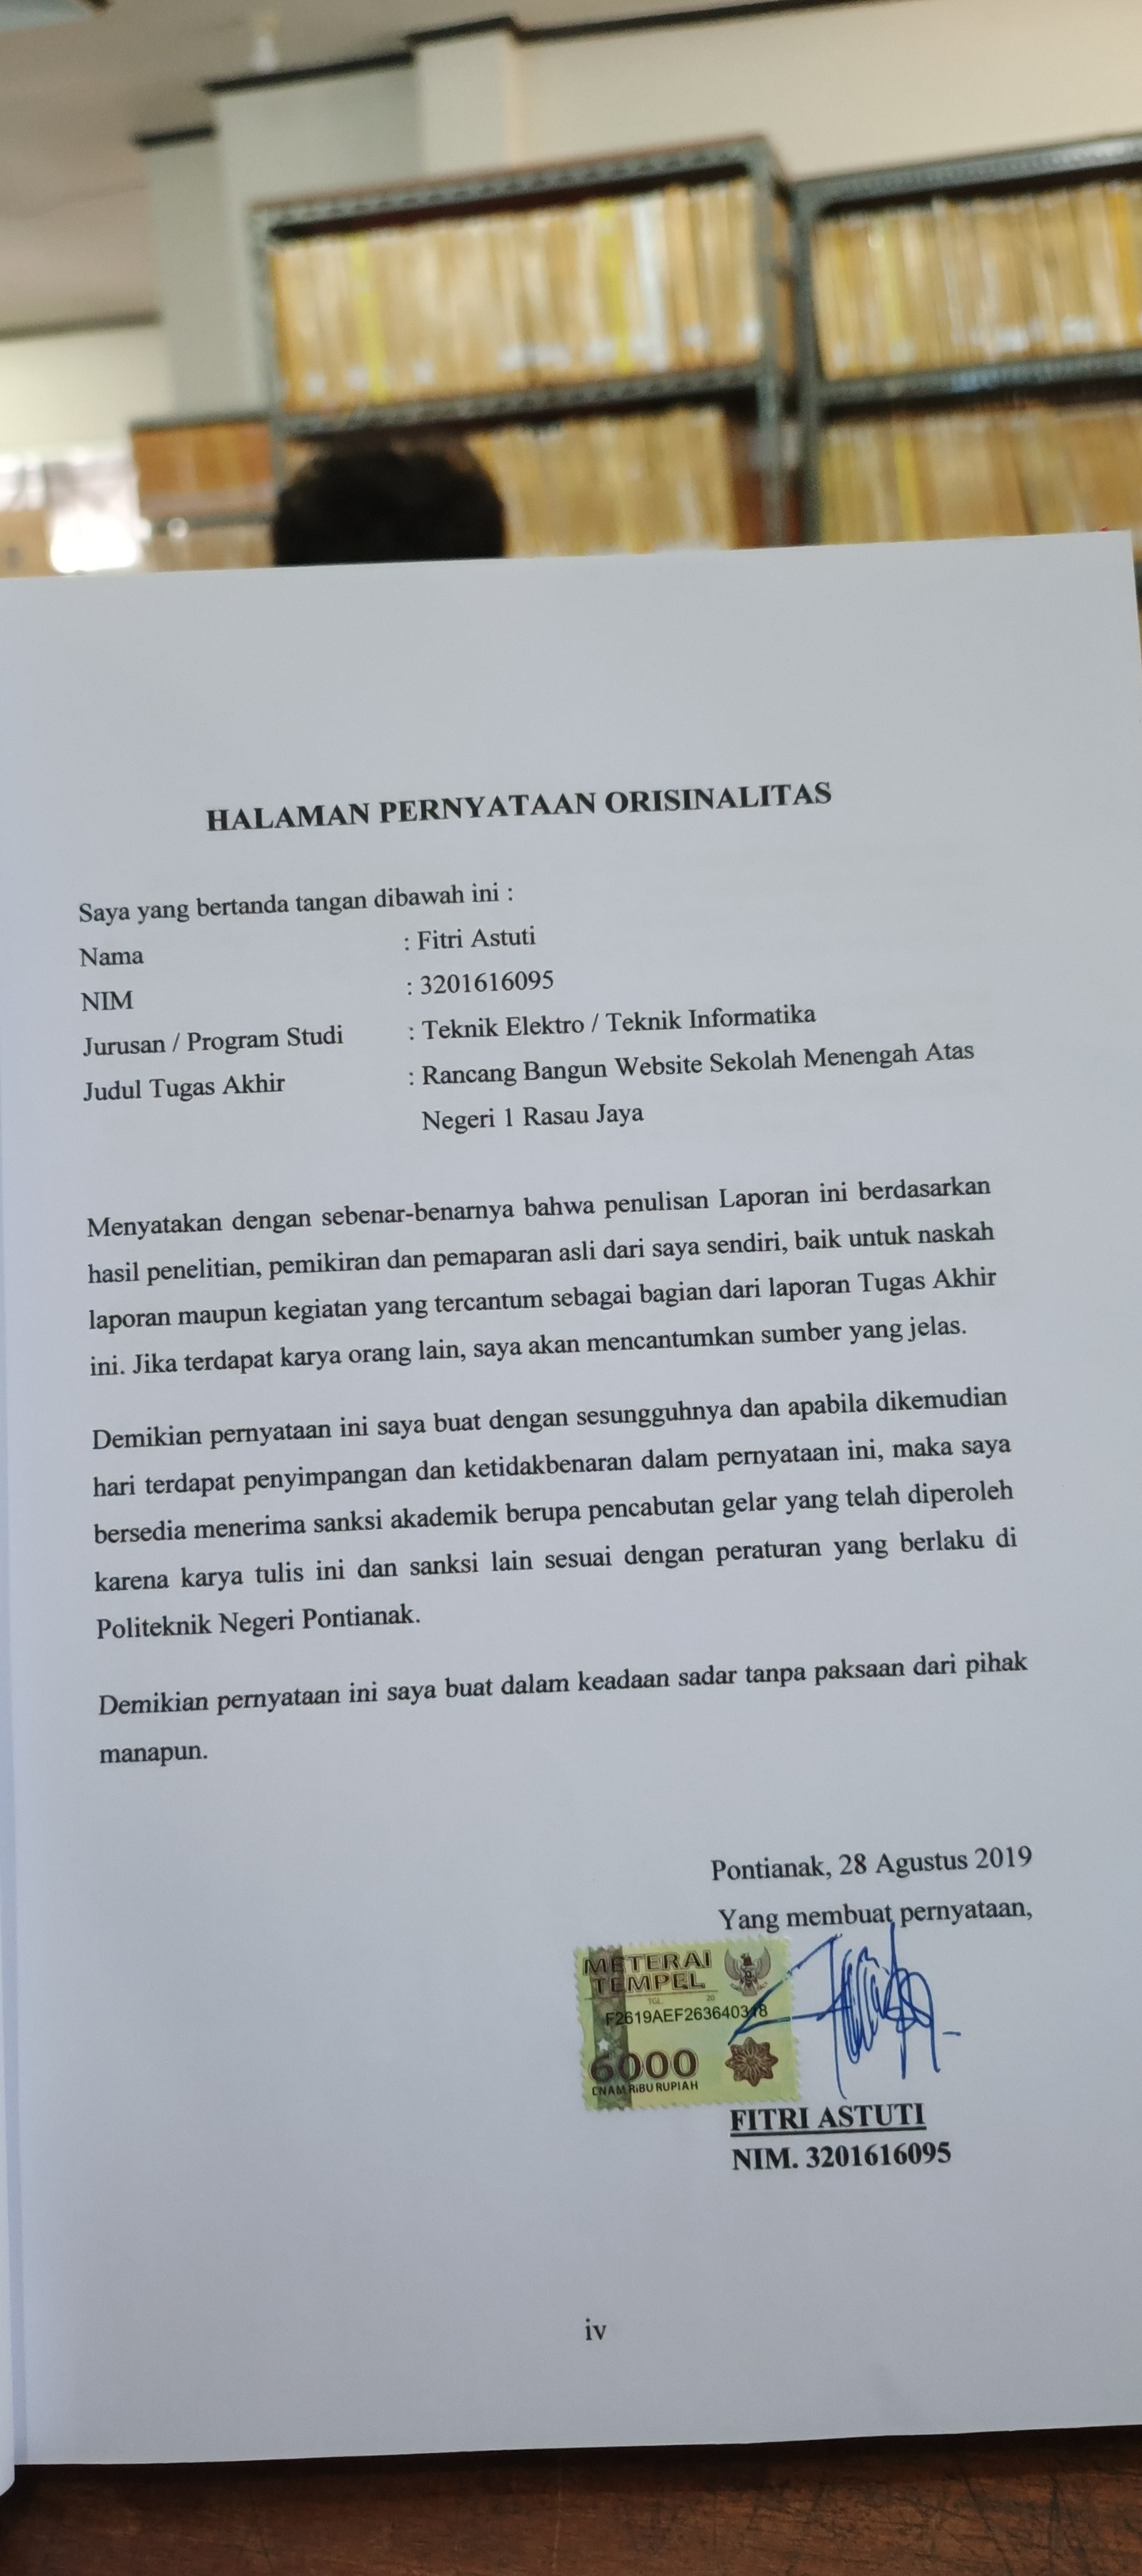 HALAMAN PERNYATAAN ORISINALITAS
Saya yang bertanda tangan dibawah ini :
Nama : Fitri Astuti
NIM : 3201616095
Jurusan / Program Studi : Teknik Elektro / Teknik Informatika
Judul Tugas Akhir : Rancang Bangun Website Sekolah Menengah Atas
Negeri 1 Rasau Jaya
Menyatakan dengan sebenar-benarnya bahwa penulisan Laporan ini berdasarkan
hasil penelitian, pemikiran dan pemaparan asli dari saya sendiri, baik untuk naskah
laporan maupun kegiatan yang tercantum sebagai bagian dari laporan Tugas Akhir
ini. Jika terdapat karya orang lain, saya akan mencantumkan sumber yang jelas.
Demikian pernyataan ini saya buat dengan sesungguhnya dan apabila dikemudian
hari terdapat penyimpangan dan ketidakbenaran dalam pernyataan ini, maka saya
bersedia menerima sanksi akademik berupa pencabutan gelar yang telah diperoleh
karena karya tulis ini dan sanksi lain sesuai dengan peraturan yang berlaku di
Politeknik Negeri Pontianak.
Demikian pernyataan ini saya buat dalam keadaan sadar tanpa paksaan dari pihak
manapun.
Pontianak, 28 Agustus 2019
Yang membuat pernyataan,
METERAI
TEMPEL
TGL. 20
6000
ENAM RIBU RUPIAH
FITRI ASTUTI
NIM. 3201616095
iv